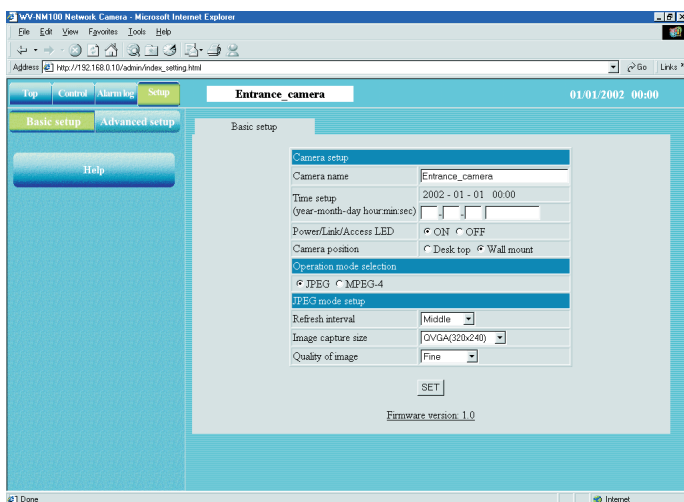 WV-NM100 Network Camera - Microsoft Internet Explorer
File Edit View Favorites Tools Help
Address http://192.168.0.10/admin/index_setting.html Go Links »
Top Control Alarm log Setup Entrance_camera 01/01/2002 00:00
Basic setup Advanced setup
Basic setup
Help
Camera setup
Camera name Entrance_camera
Time setup 2002 - 01 - 01 00:00
(year-month-day hour:min:sec) - -
Power/Link/Access LED ON OFF
Camera position Desk top Wall mount
Operation mode selection
JPEG MPEG-4
JPEG mode setup
Refresh interval Middle
Image capture size QVGA(320x240)
Quality of image Fine
SET
Firmware version: 1.0
Done Internet